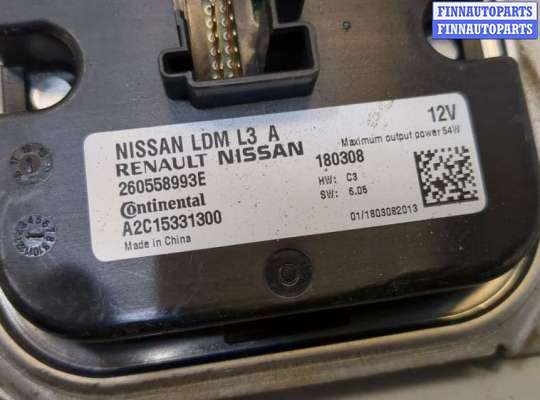 FINNAUTOPARTS
FINNAUTOPARTS
NISSAN LDM L3 A
12V
RENAULT NISSAN
Maximum output power 54W
260558993E
180308
Continental
HW: C3
A2C15331300
SW: 6.05
Made in China
01/1803082013